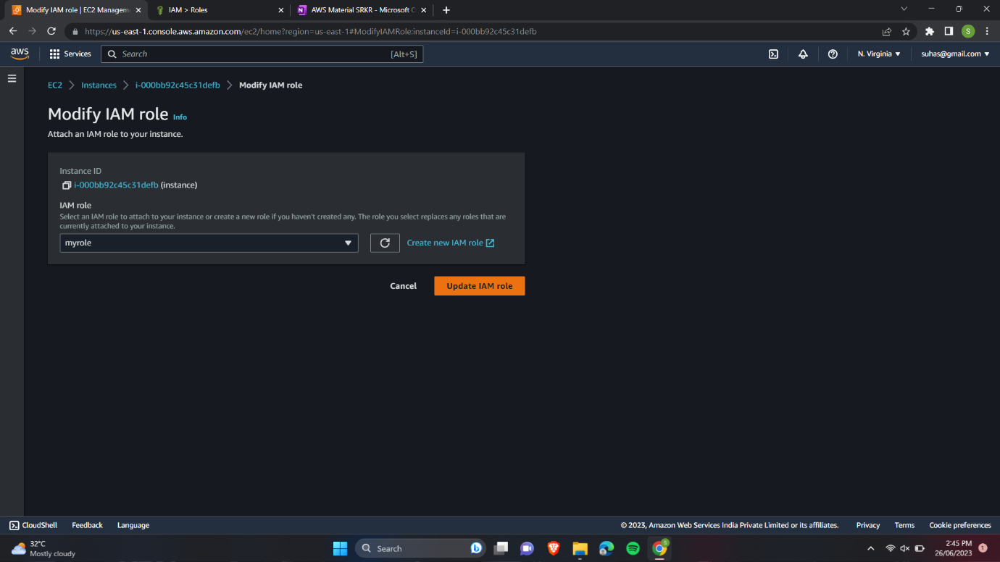 Modify IAM role | EC2 Managem
IAM > Roles
AWS Material SRKR - Microsoft C
https://us-east-1.console.aws.amazon.com/ec2/home?region=us-east-1#ModifyIAMRole:instanceId=i-000bb92c45c31defb
S
aws
Services
Search
[Alt+S]
N. Virginia
suhas@gmail.com
EC2 > Instances > i-000bb92c45c31defb > Modify IAM role
Modify IAM role Info
Attach an IAM role to your instance.
Instance ID
i-000bb92c45c31defb (instance)
IAM role
Select an IAM role to attach to your instance or create a new role if you haven't created any. The role you select replaces any roles that are
currently attached to your instance.
myrole
Create new IAM role
Cancel
Update IAM role
CloudShell
Feedback
Language
© 2023, Amazon Web Services India Private Limited or its affiliates.
Privacy
Terms
Cookie preferences
32°C
Mostly cloudy
Search
2:45 PM
26/06/2023
1